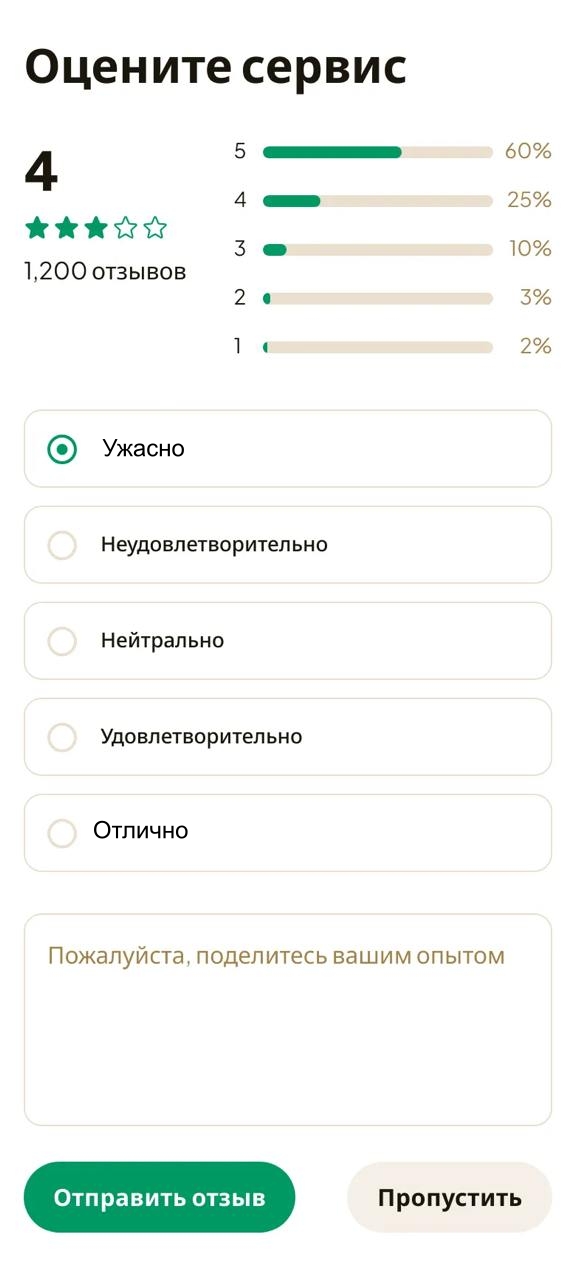 Оцените сервис
4
1,200 отзывов
5 60%
4 25%
3 10%
2 3%
1 2%
Ужасно
Неудовлетворительно
Нейтрально
Удовлетворительно
Отлично
Пожалуйста, поделитесь вашим опытом
Отправить отзыв
Пропустить